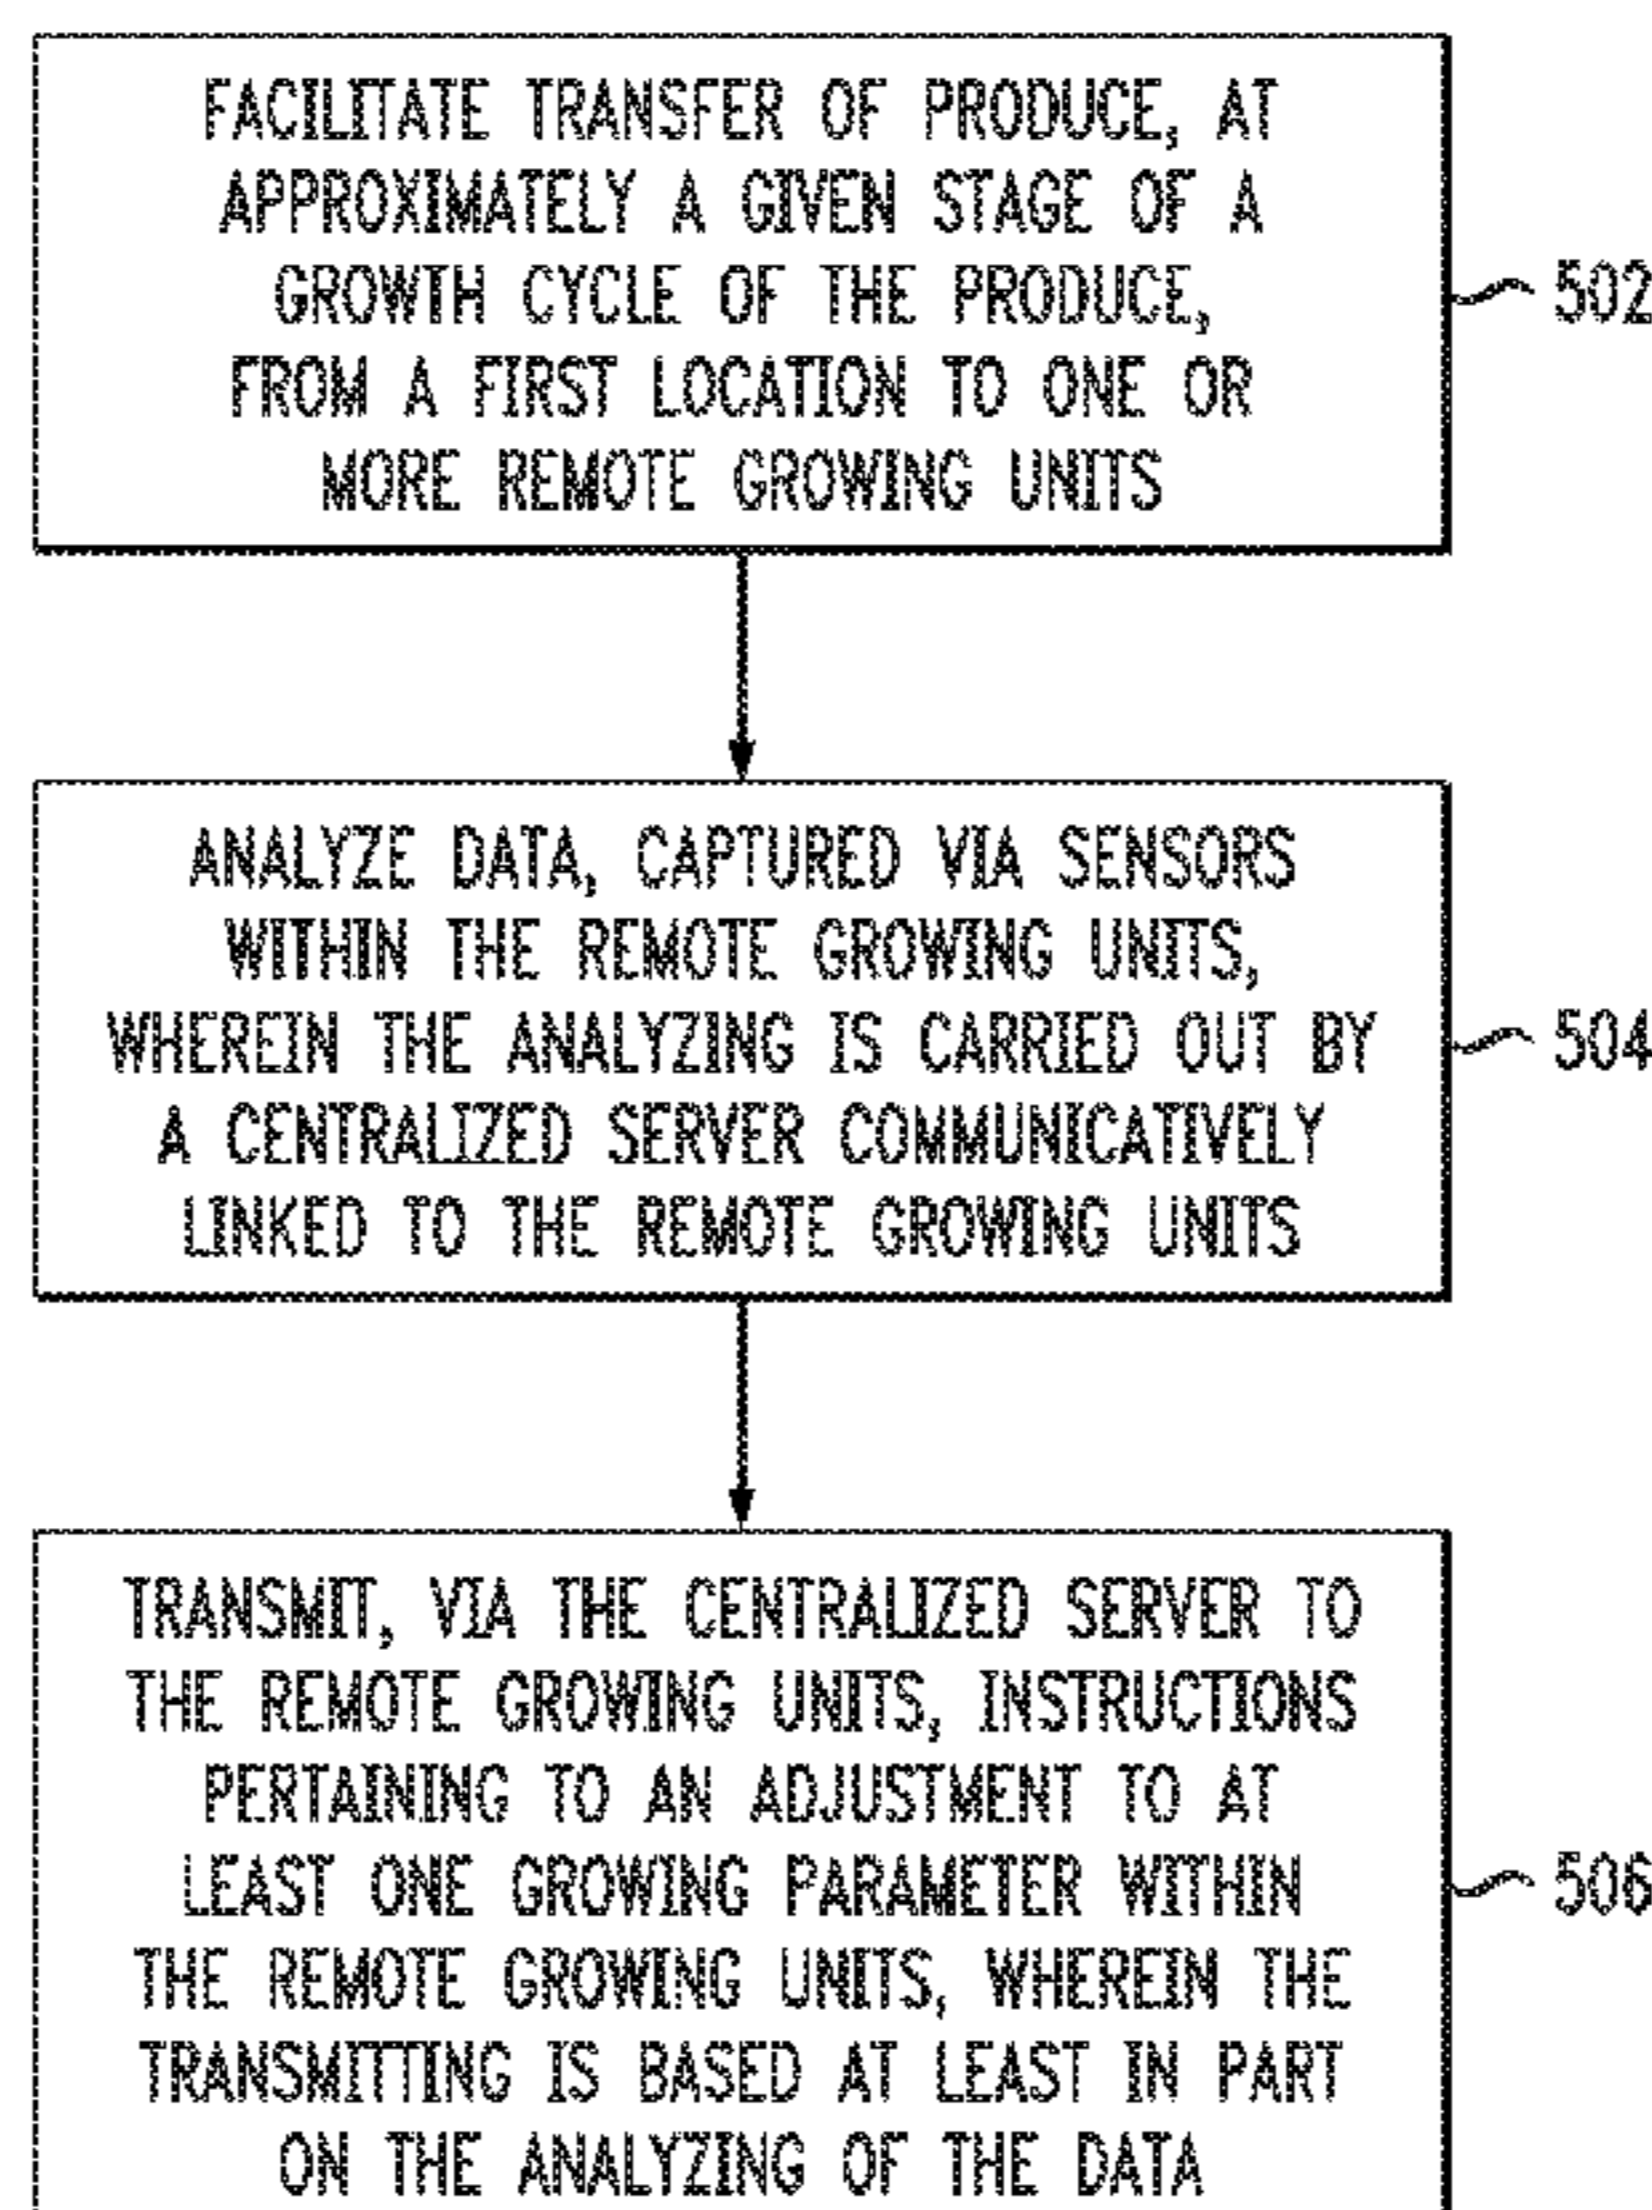 FACILITATE TRANSFER OF PRODUCE, AT
APPROXIMATELY A GIVEN STAGE OF A
GROWTH CYCLE OF THE PRODUCE,
FROM A FIRST LOCATION TO ONE OR
MORE REMOTE GROWING UNITS
502
ANALYZE DATA, CAPTURED VIA SENSORS
WITHIN THE REMOTE GROWING UNITS,
WHEREIN THE ANALYZING IS CARRIED OUT BY
A CENTRALIZED SERVER COMMUNICATIVELY
LINKED TO THE REMOTE GROWING UNITS
504
TRANSMIT, VIA THE CENTRALIZED SERVER TO
THE REMOTE GROWING UNITS, INSTRUCTIONS
PERTAINING TO AN ADJUSTMENT TO AT
LEAST ONE GROWING PARAMETER WITHIN
THE REMOTE GROWING UNITS, WHEREIN THE
TRANSMITTING IS BASED AT LEAST IN PART
ON THE ANALYZING OF THE DATA
506